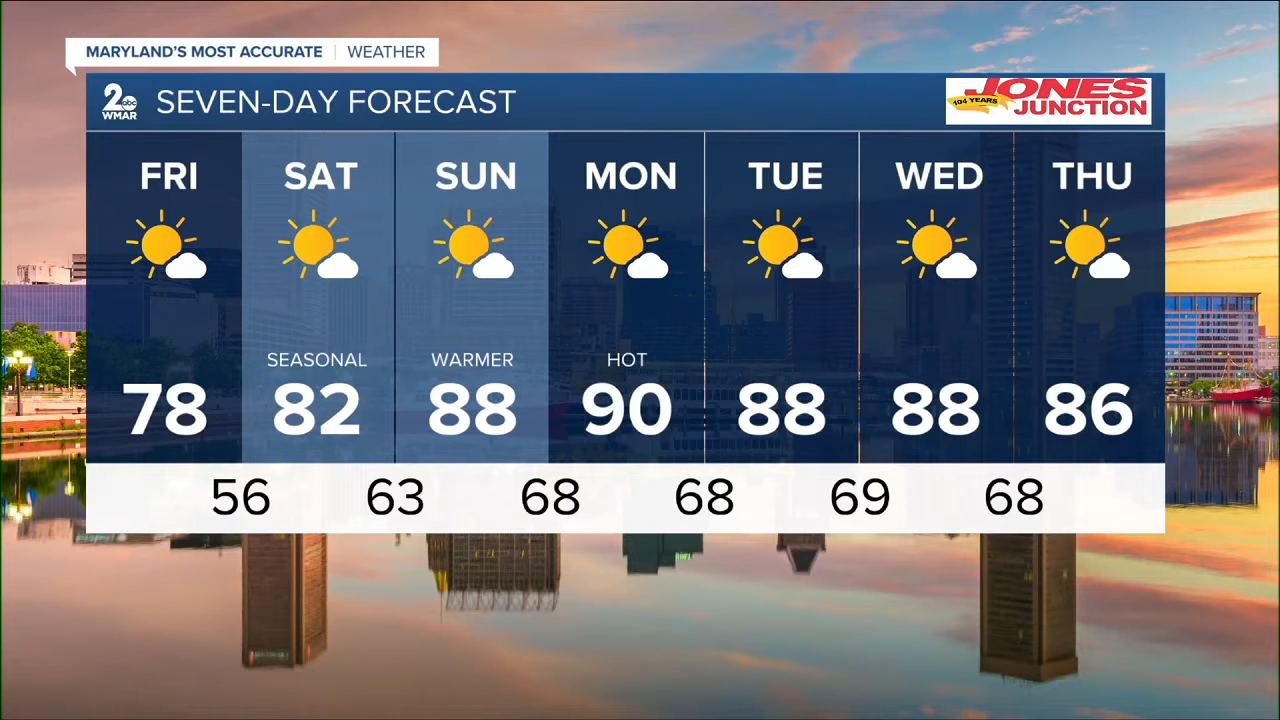 MARYLAND'S MOST ACCURATE | WEATHER
2 abc
WMAR
SEVEN-DAY FORECAST
104 YEARS
JONES
JUNCTION
FRI SAT SUN MON TUE WED THU
SEASONAL WARMER HOT
78 82 88 90 88 88 86
56 63 68 68 69 68